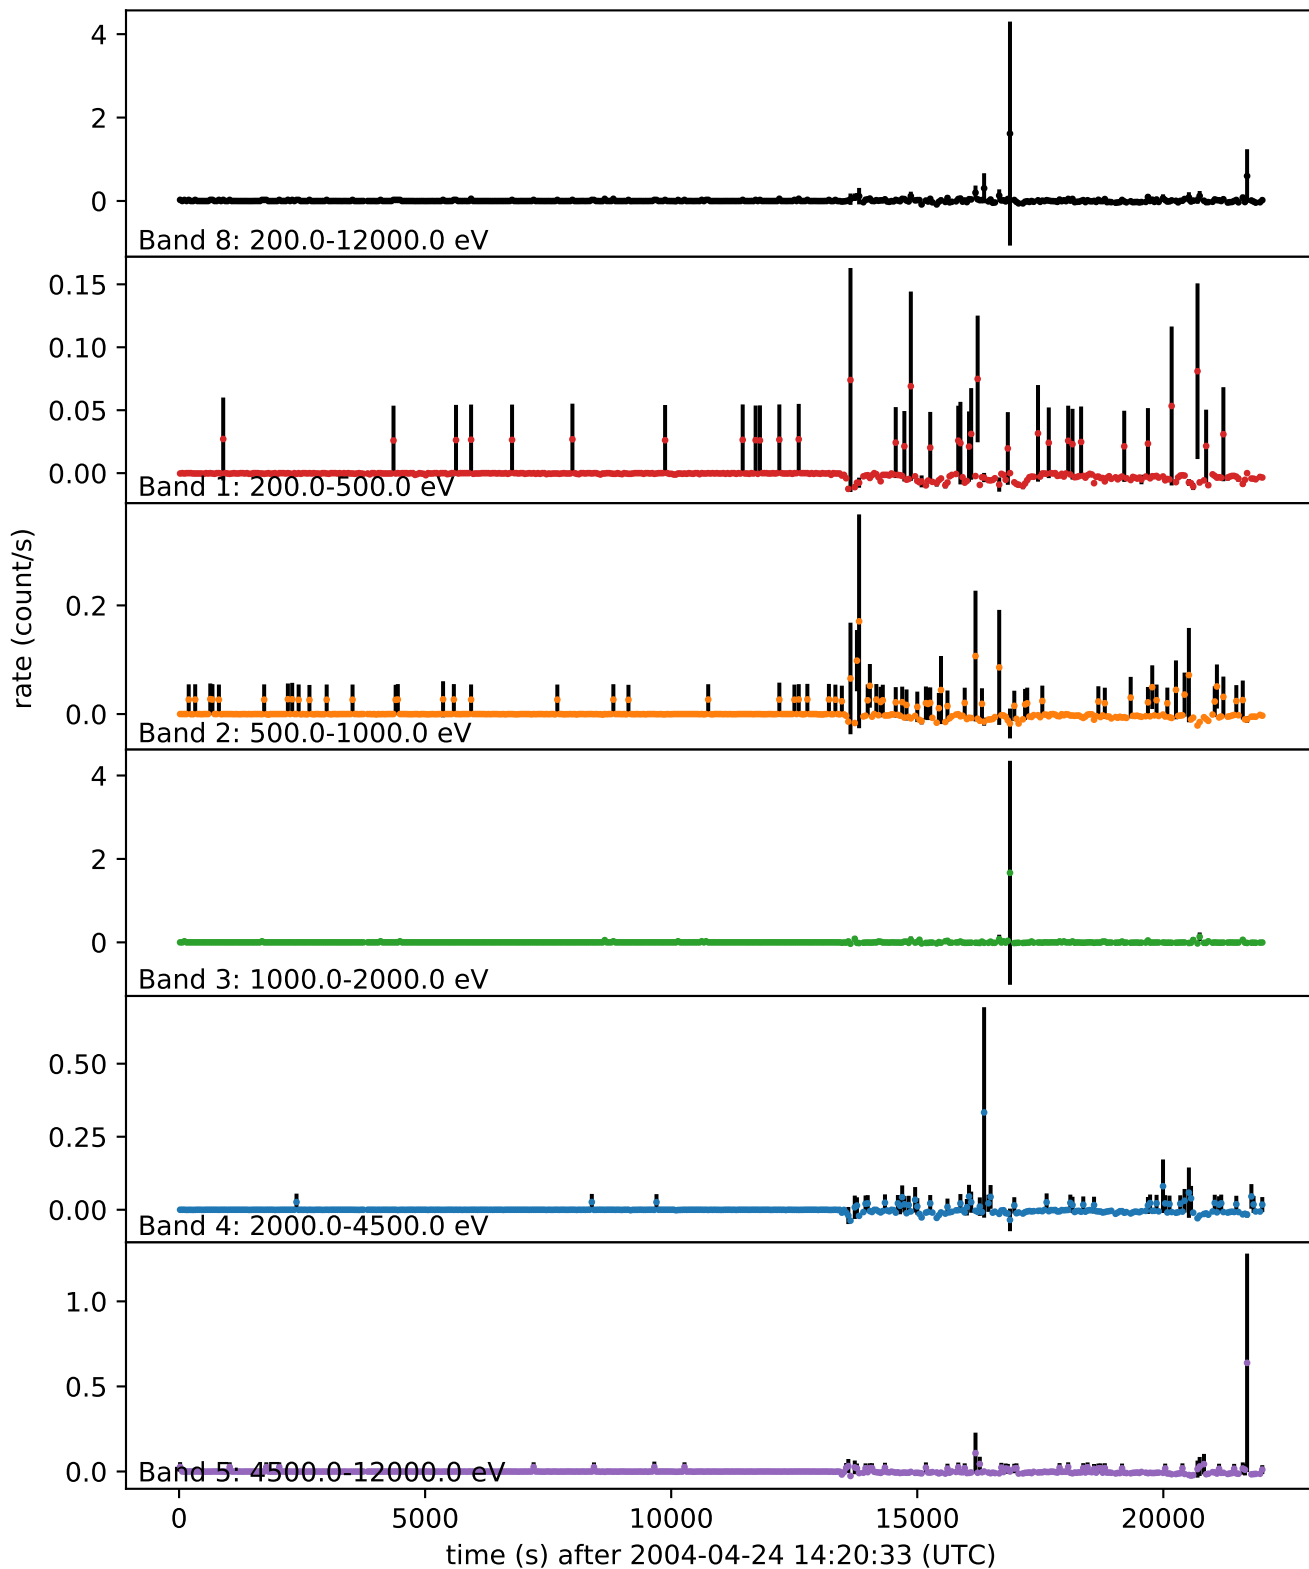 4
2
0
Band 8: 200.0-12000.0 eV
0.15
0.10
0.05
0.00
Band 1: 200.0-500.0 eV
rate (count/s)
0.2
0.0
Band 2: 500.0-1000.0 eV
4
2
0
Band 3: 1000.0-2000.0 eV
0.50
0.25
0.00
Band 4: 2000.0-4500.0 eV
1.0
0.5
0.0
Band 5: 4500.0-12000.0 eV
0 5000 10000 15000 20000
time (s) after 2004-04-24 14:20:33 (UTC)